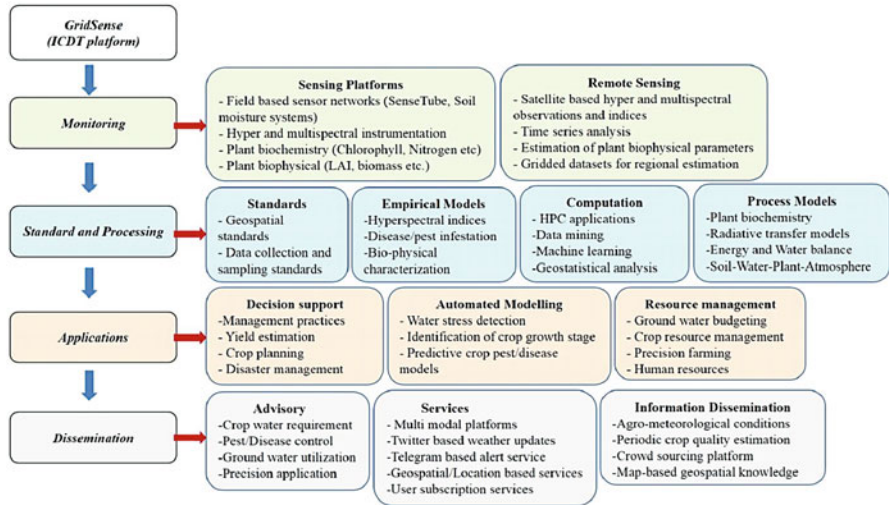 GridSense
(ICDT platform)
Monitoring
Sensing Platforms
- Field based sensor networks (SenseTube, Soil
moisture systems)
- Hyper and multispectral instrumentation
- Plant biochemistry (Chlorophyll, Nitrogen etc)
- Plant biophysical (LAI, biomass etc.)
Remote Sensing
- Satellite based hyper and multispectral
observations and indices
- Time series analysis
- Estimation of plant biophysical parameters
- Gridded datasets for regional estimation
Standard and Processing
Standards
- Geospatial
standards
- Data collection and
sampling standards
Empirical Models
-Hyperspectral indices
-Disease/pest infestation
-Bio-physical
characterization
Computation
- HPC applications
-Data mining
-Machine learning
-Geostatistical analysis
Process Models
-Plant biochemistry
-Radiative transfer models
-Energy and Water balance
-Soil-Water-Plant-Atmosphere
Applications
Decision support
-Management practices
- Yield estimation
- Crop planning
- Disaster management
Automated Modelling
- Water stress detection
- Identification of crop growth stage
- Predictive crop pest/disease
models
Resource management
- Ground water budgeting
- Crop resource management
- Precision farming
- Human resources
Dissemination
Advisory
-Crop water requirement
-Pest/Disease control
-Ground water utilization
-Precision application
Services
- Multi modal platforms
-Twitter based weather updates
-Telegram based alert service
-Geospatial/Location based services
-User subscription services
Information Dissemination
-Agro-meteorological conditions
-Periodic crop quality estimation
-Crowd sourcing platform
-Map-based geospatial knowledge